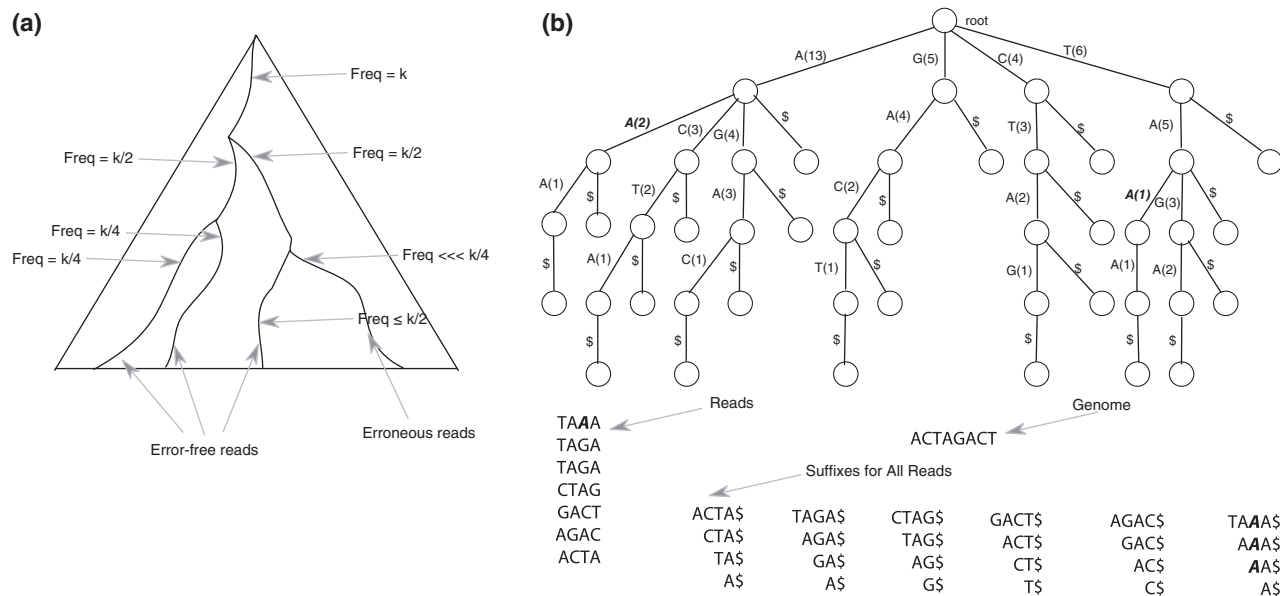 (a)
Freq = k
Freq = k/2
Freq = k/2
Freq = k/4
Freq = k/4
Freq <<< k/4
Freq ≤ k/2
Error-free reads
Erroneous reads
(b)
root
A(13)
G(5)
C(4)
T(6)
A(2)
C(3)
G(4)
$
A(4)
$
T(3)
$
A(5)
$
A(1)
$
T(2)
$
A(3)
$
C(2)
$
A(2)
$
A(1)
G(3)
$
$
A(1)
$
C(1)
$
T(1)
$
G(1)
$
A(1)
A(2)
$
$
$
$
$
$
$
Reads
TAAA
TAGA
TAGA
CTAG
GACT
AGAC
ACTA
Genome
ACTAGACT
Suffixes for All Reads
ACTA$ TAGA$ CTAG$ GACT$ AGAC$ TAAA$
CTA$ AGA$ TAG$ ACT$ GAC$ AAA$
TA$ GA$ AG$ CT$ AC$ AA$
A$ A$ G$ T$ C$ A$